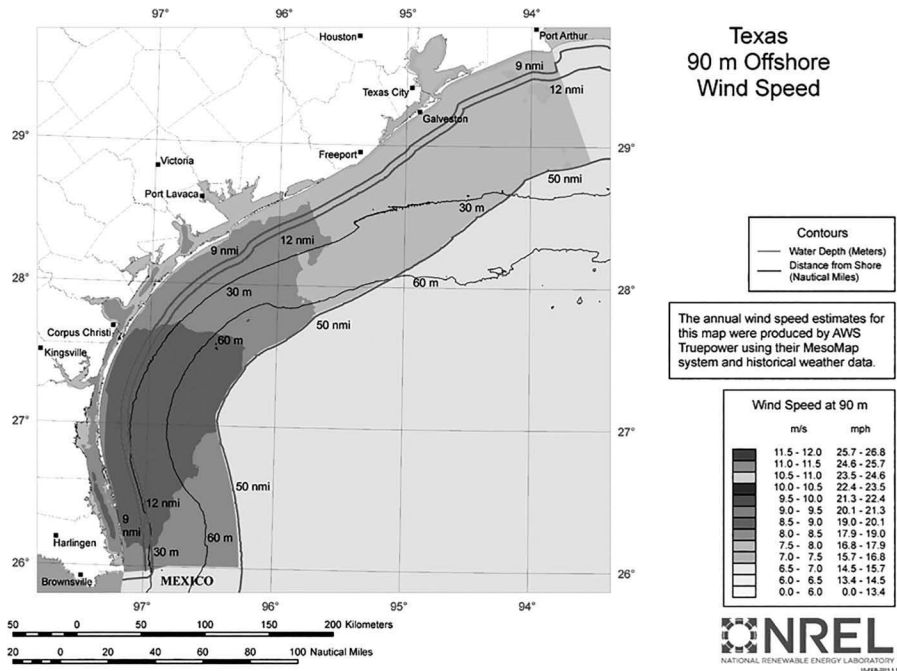 97° 96° 95° 94°
Houston
Port Arthur
9 nmi
12 nmi
Texas City
Galveston
29° 29°
Freeport
Victoria
Port Lavaca
50 nmi
30 m
9 nmi
12 nmi
28° 28°
30 m
60 m
50 nmi
Corpus Christi
Kingsville
60 m
27° 27°
50 nmi
12 nmi
9
nmi
30 m
60 m
Harlingen
26° 26°
Brownsville
MEXICO
97° 96° 95° 94°
50 0 50 100 150 200 Kilometers
20 0 20 40 60 80 100 Nautical Miles
Texas
90 m Offshore
Wind Speed
Contours
Water Depth (Meters)
Distance from Shore
(Nautical Miles)
The annual wind speed estimates for
this map were produced by AWS
Truepower using their MesoMap
system and historical weather data.
Wind Speed at 90 m
m/s mph
11.5 - 12.0 25.7 - 26.8
11.0 - 11.5 24.6 - 25.7
10.5 - 11.0 23.5 - 24.6
10.0 - 10.5 22.4 - 23.5
9.5 - 10.0 21.3 - 22.4
9.0 - 9.5 20.1 - 21.3
8.5 - 9.0 19.0 - 20.1
8.0 - 8.5 17.9 - 19.0
7.5 - 8.0 16.8 - 17.9
7.0 - 7.5 15.7 - 16.8
6.5 - 7.0 14.5 - 15.7
6.0 - 6.5 13.4 - 14.5
0.0 - 6.0 0.0 - 13.4
NREL
NATIONAL RENEWABLE ENERGY LABORATORY